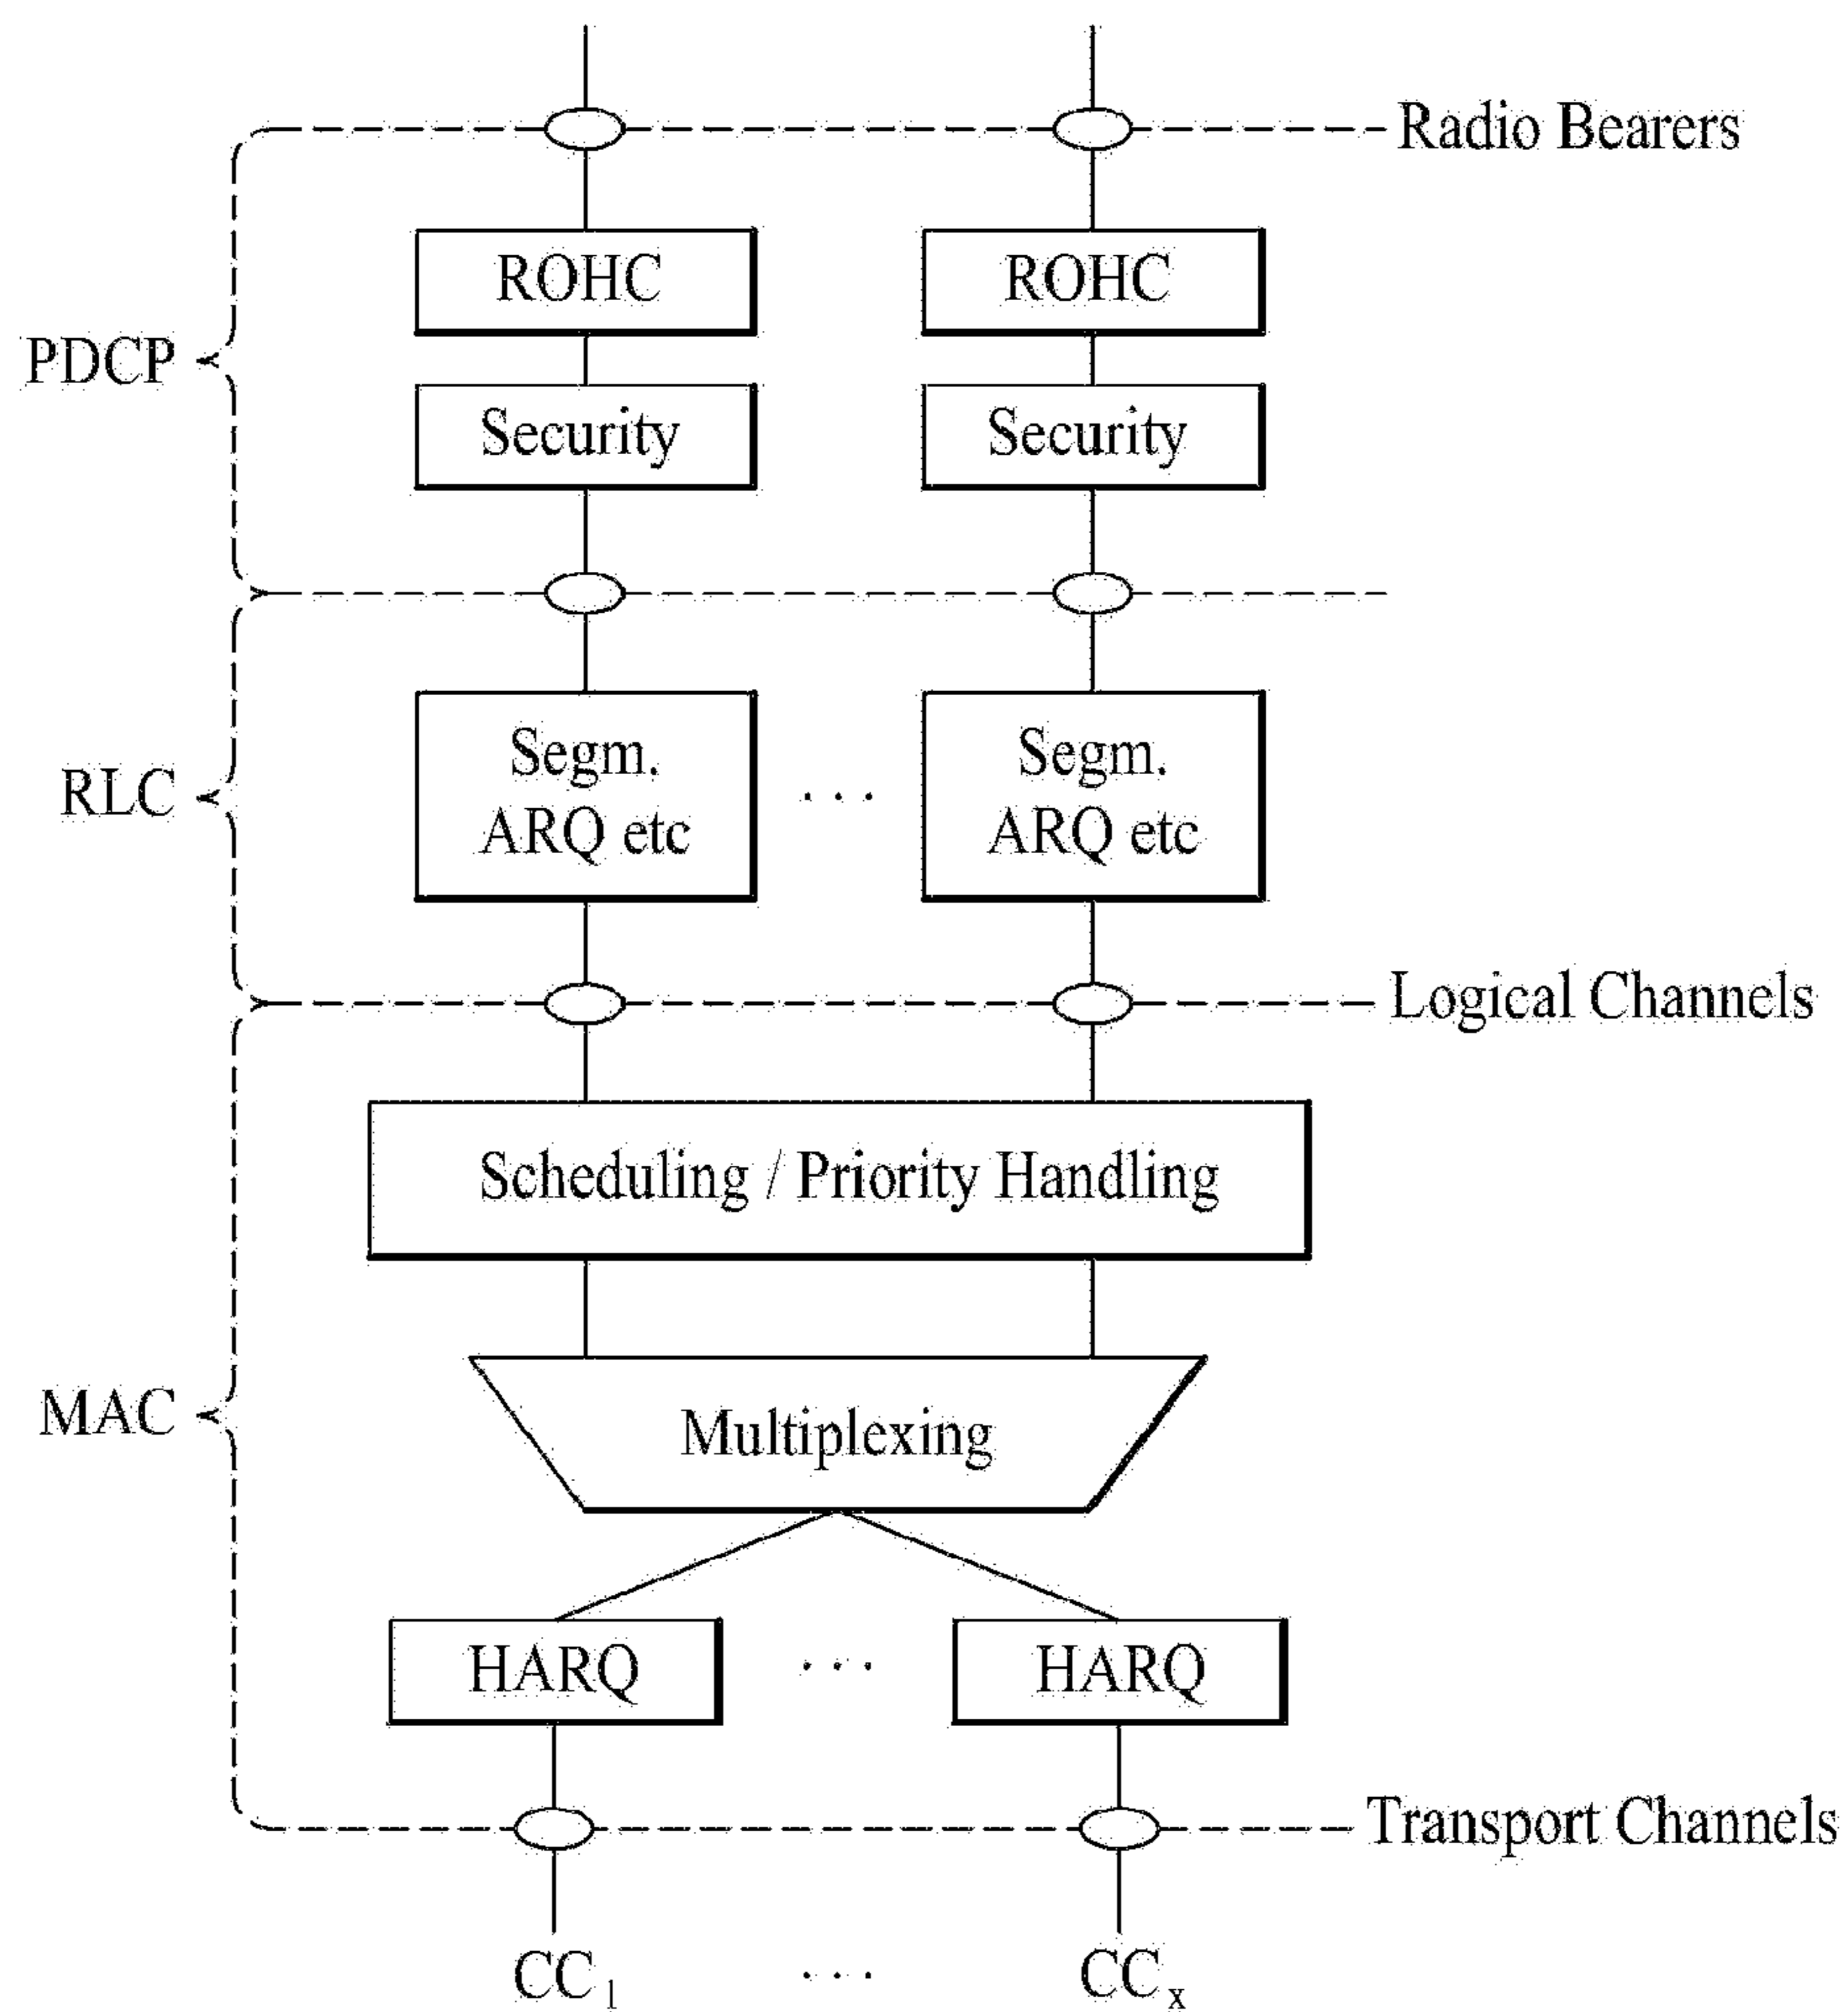 Radio Bearers
ROHC
ROHC
PDCP
Security
Security
Segm.
ARQ etc
...
Segm.
ARQ etc
RLC
Logical Channels
Scheduling / Priority Handling
MAC
Multiplexing
HARQ
...
HARQ
Transport Channels
CC1
...
CCx